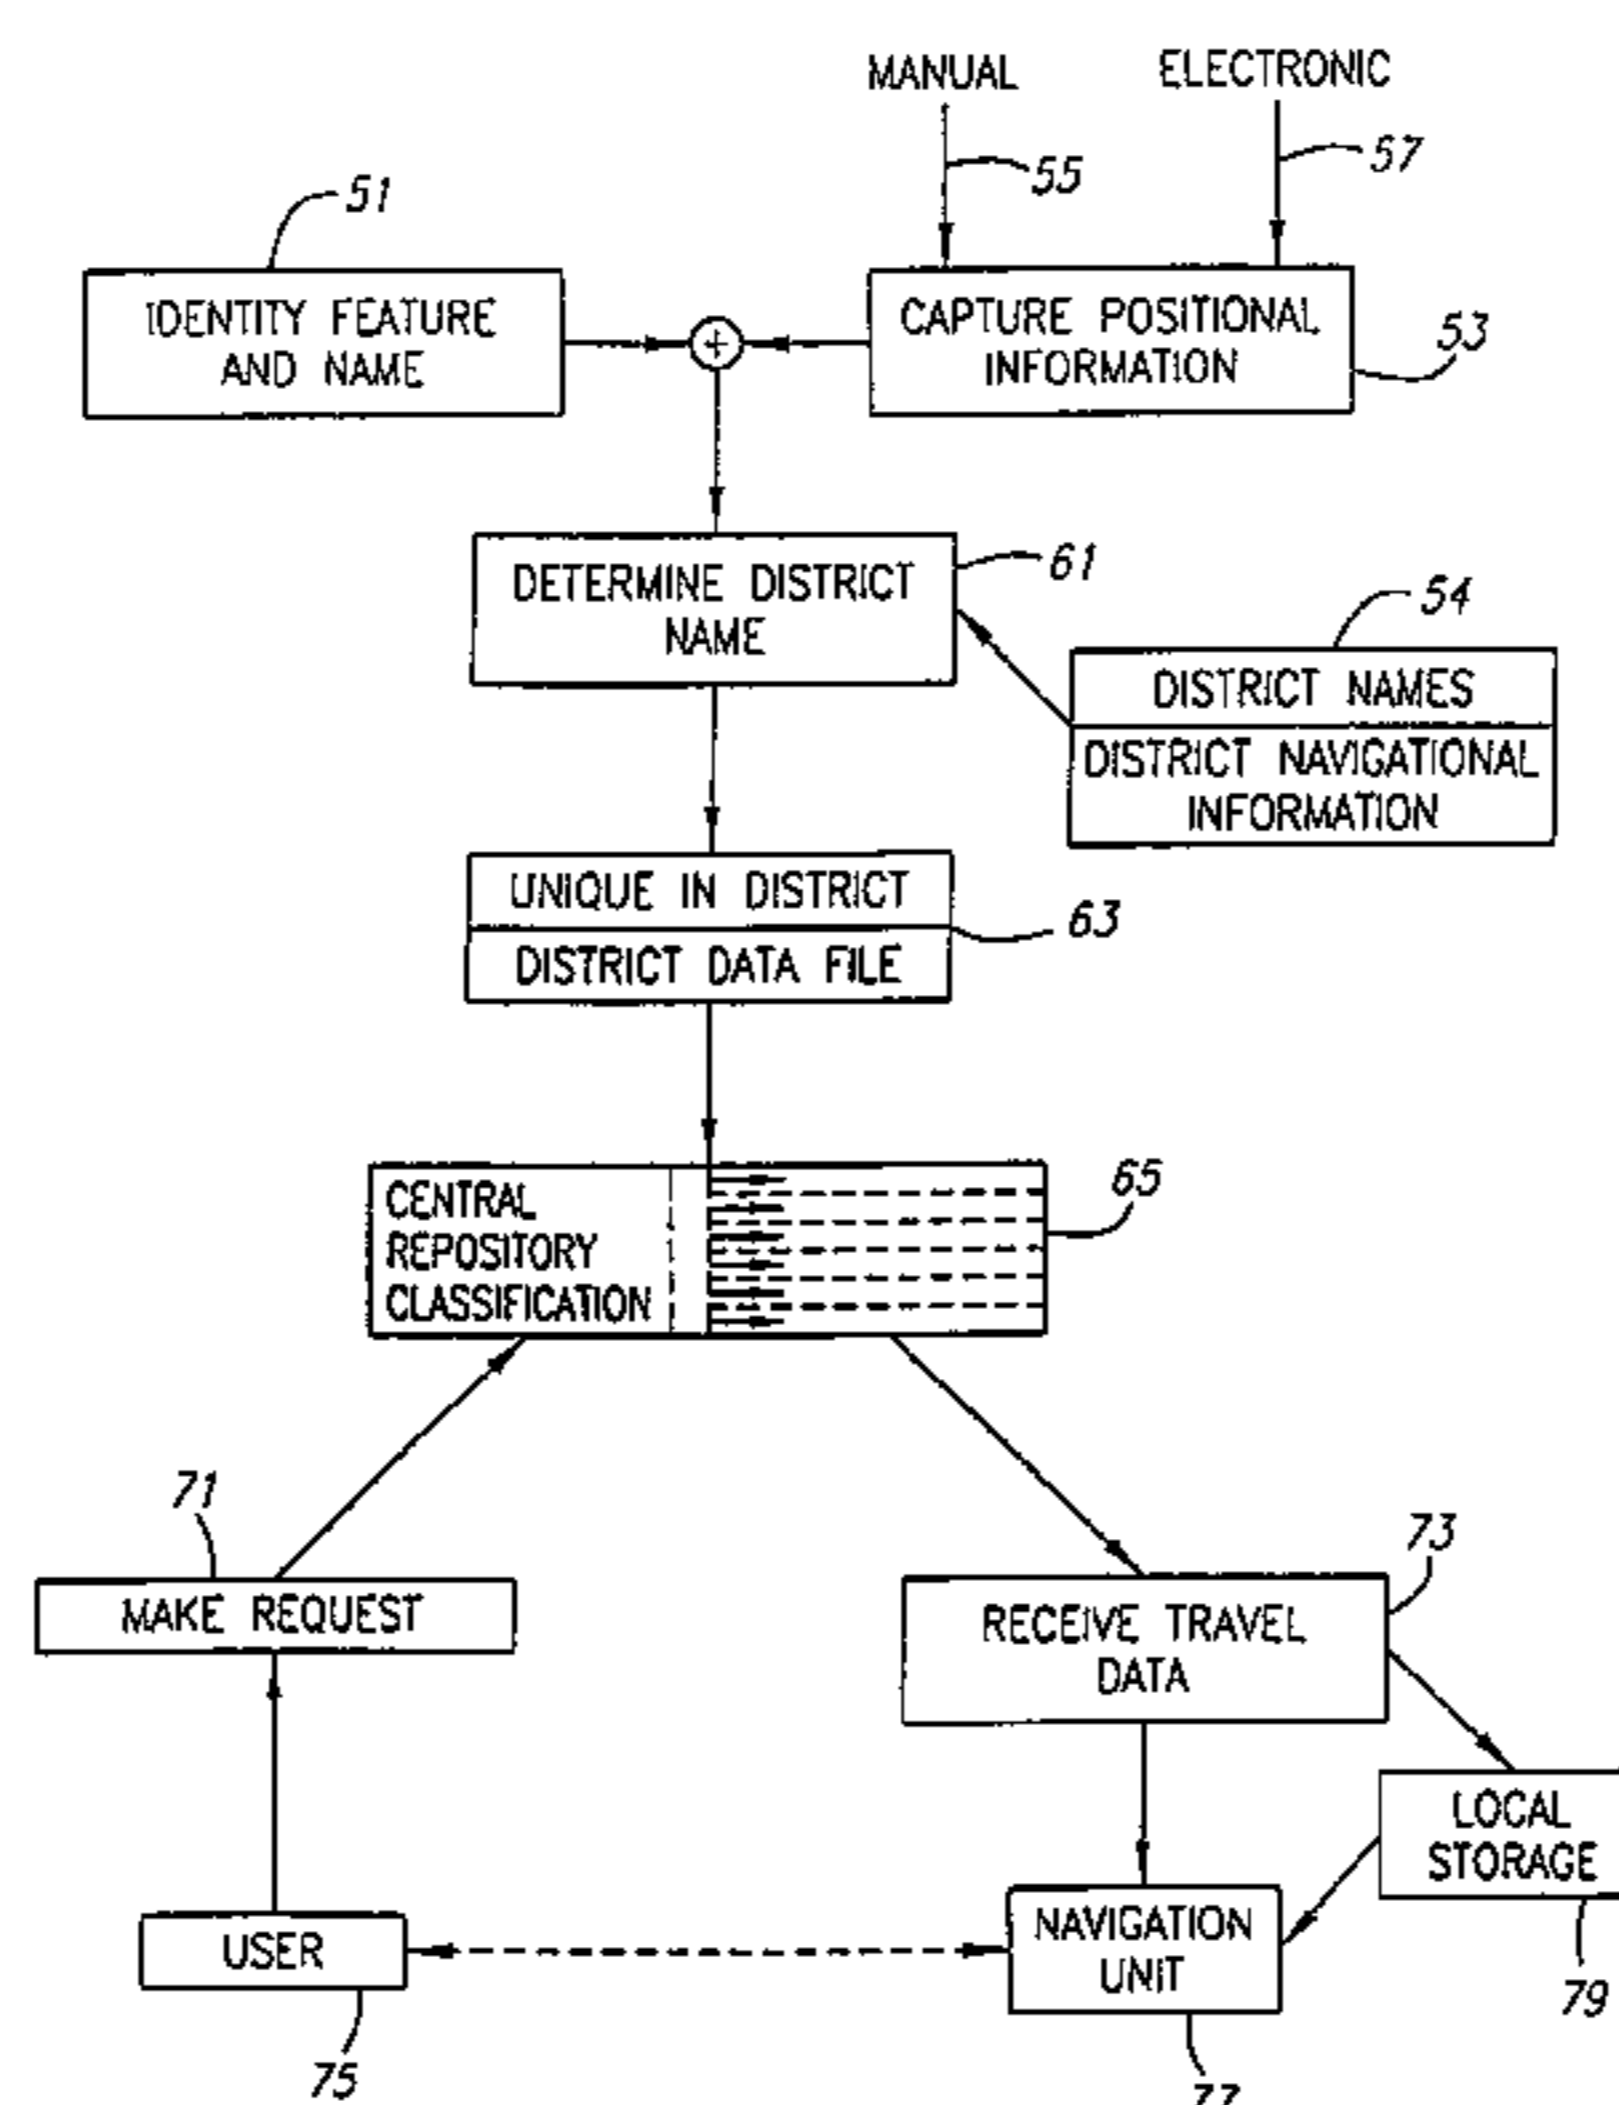 MANUAL
ELECTRONIC
55
57
51
IDENTITY FEATURE
AND NAME
CAPTURE POSITIONAL
INFORMATION
53
+
DETERMINE DISTRICT
NAME
61
54
DISTRICT NAMES
DISTRICT NAVIGATIONAL
INFORMATION
UNIQUE IN DISTRICT
DISTRICT DATA FILE
63
CENTRAL
REPOSITORY
CLASSIFICATION
65
71
MAKE REQUEST
73
RECEIVE TRAVEL
DATA
LOCAL
STORAGE
79
USER
75
NAVIGATION
UNIT